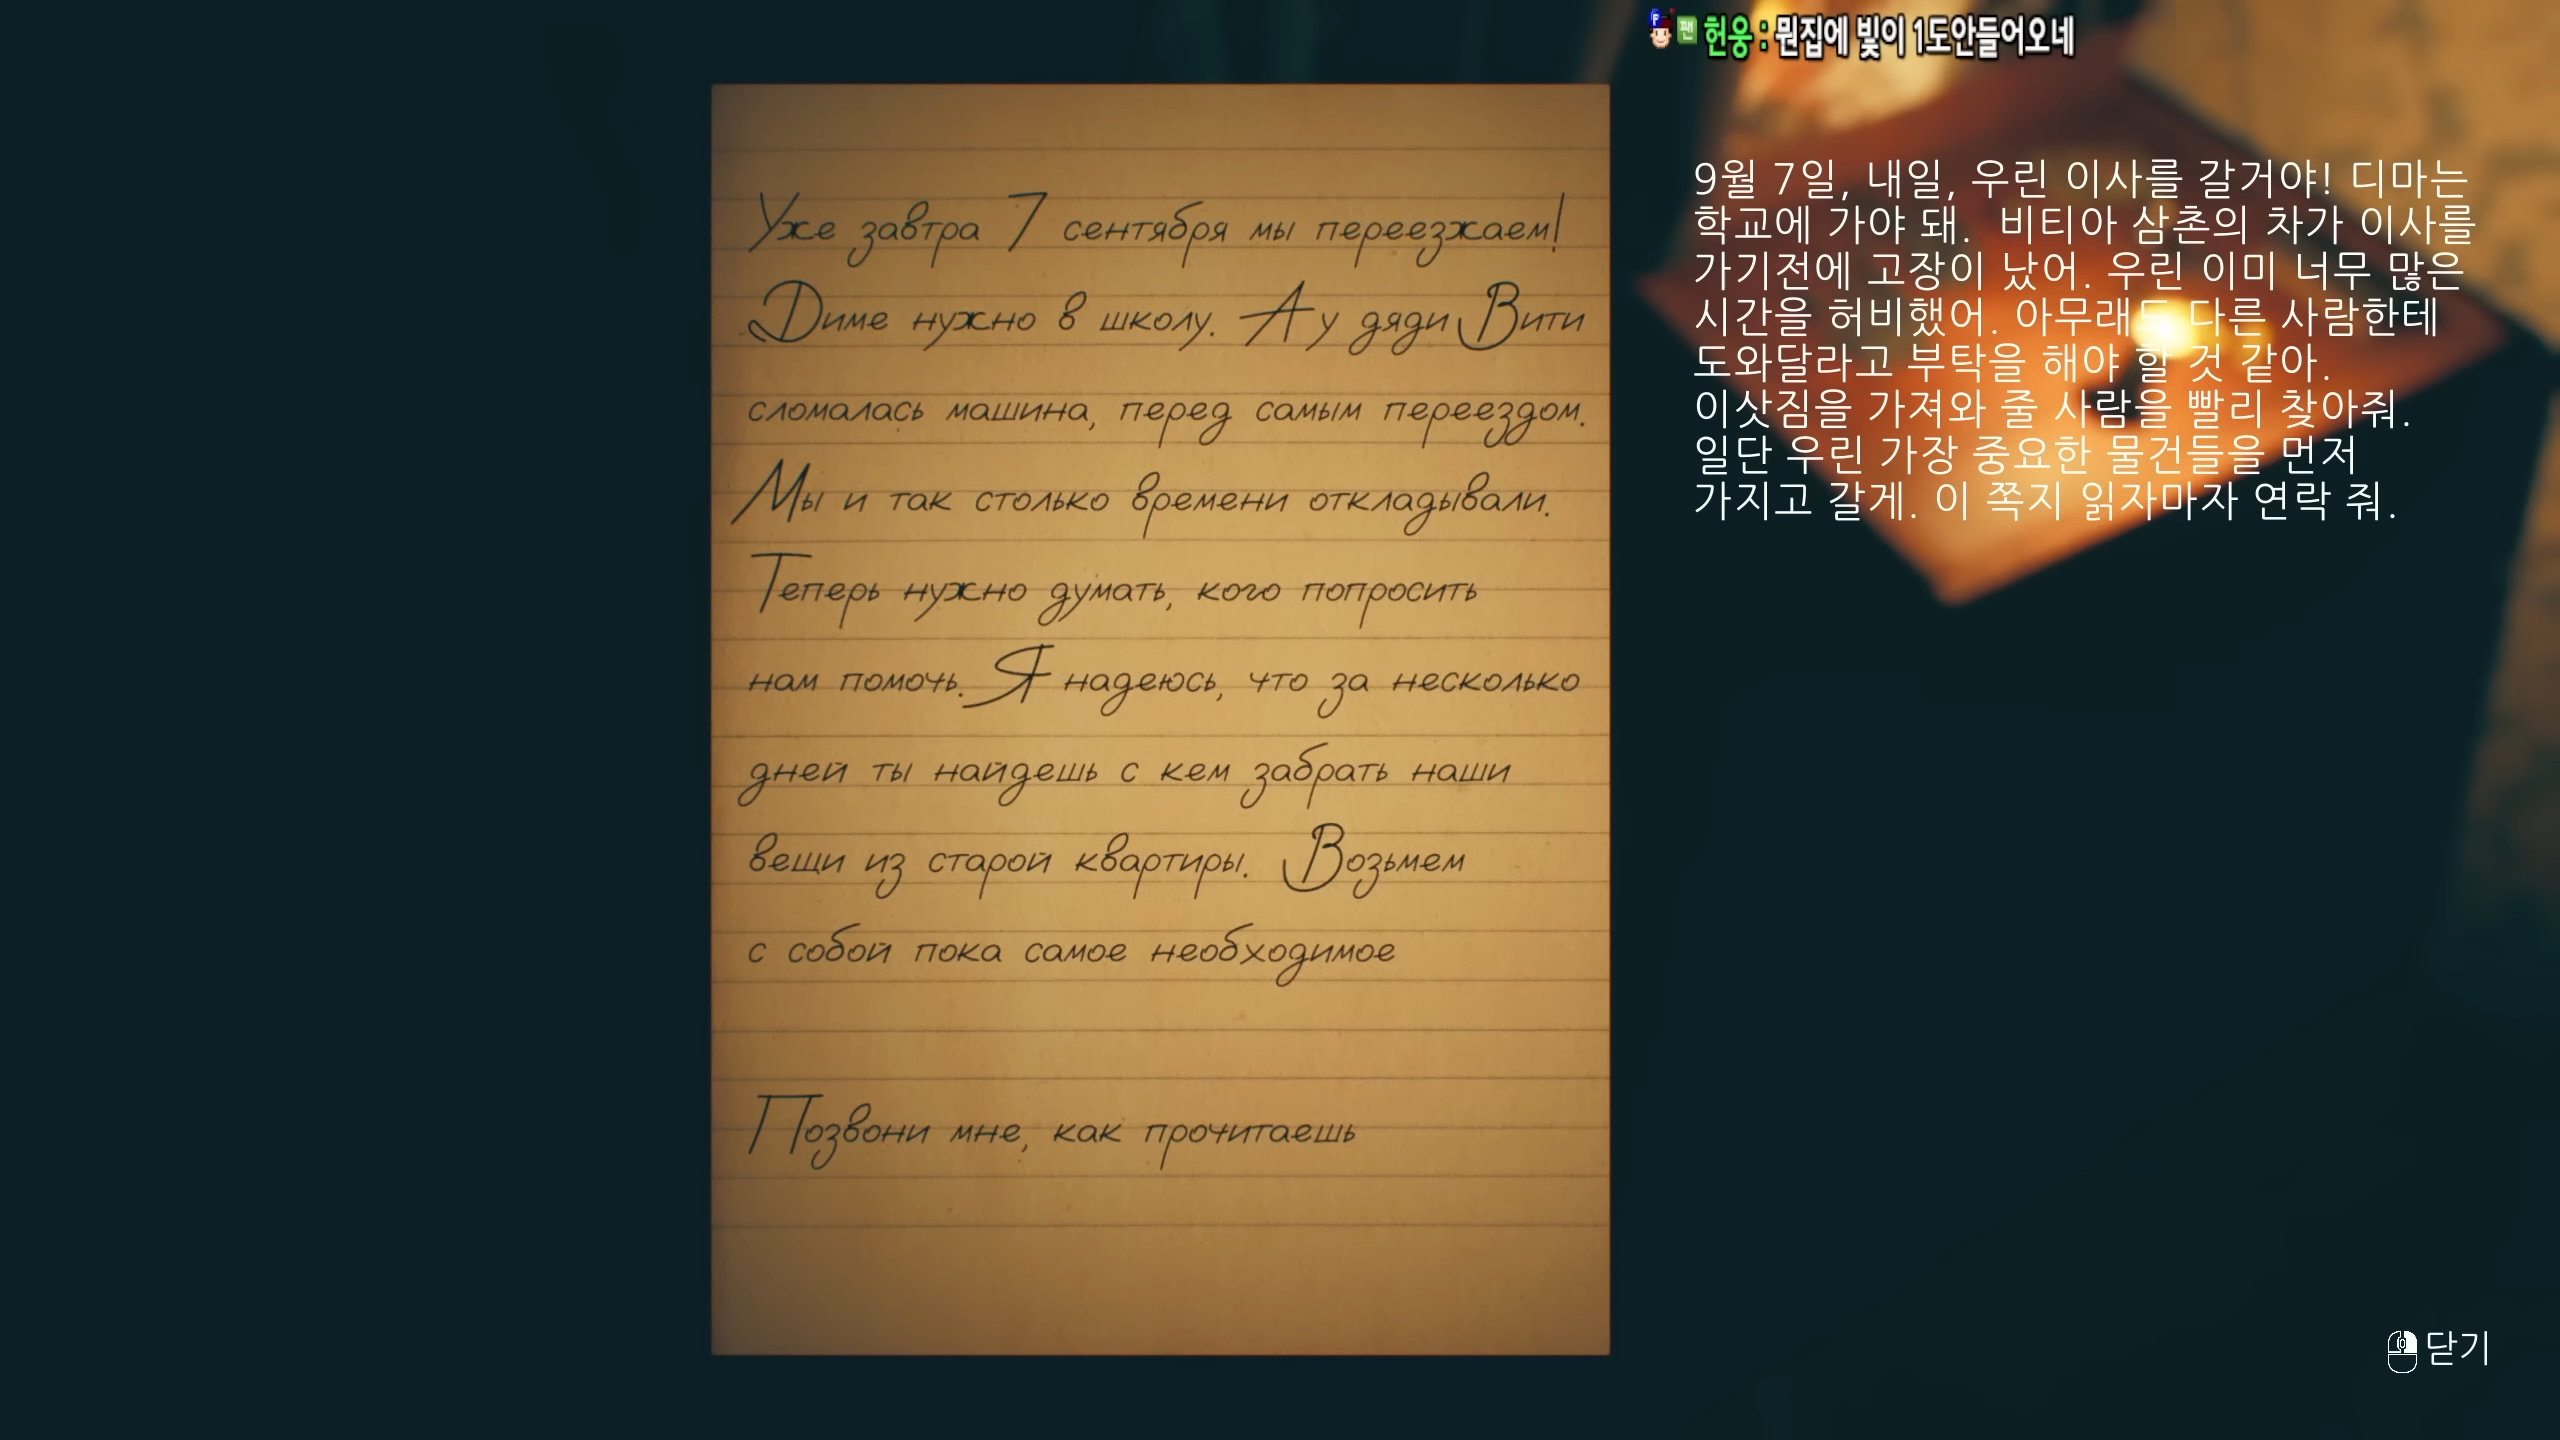 헌웅 : 뭔집에 빛이 1도안들어오네
Уже завтра 7 сентября мы переезжаем!
Диме нужно в школу. А у дяди Вити
сломалась машина, перед самым переездом.
Мы и так столько времени откладывали.
Теперь нужно думать, кого попросить
нам помочь. Я надеюсь, что за несколько
дней ты найдешь с кем забрать наши
вещи из старой квартиры. Возьмем
с собой пока самое необходимое
Позвони мне, как прочитаешь
9월 7일, 내일, 우린 이사를 갈거야! 디마는
학교에 가야 돼. 비티아 삼촌의 차가 이사를
가기전에 고장이 났어. 우린 이미 너무 많은
시간을 허비했어. 아무래도 다른 사람한테
도와달라고 부탁을 해야 할 것 같아.
이삿짐을 가져와 줄 사람을 빨리 찾아줘.
일단 우린 가장 중요한 물건들을 먼저
가지고 갈게. 이 쪽지 읽자마자 연락 줘.
닫기